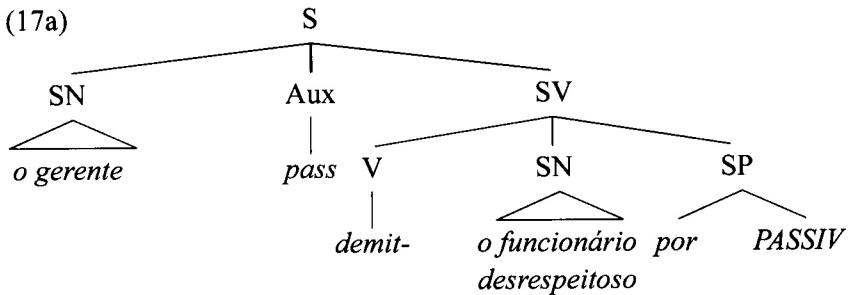 (17a)
S
SN Aux SV
o gerente pass V SN SP
demit- o funcionário por PASSIV
desrespeitoso